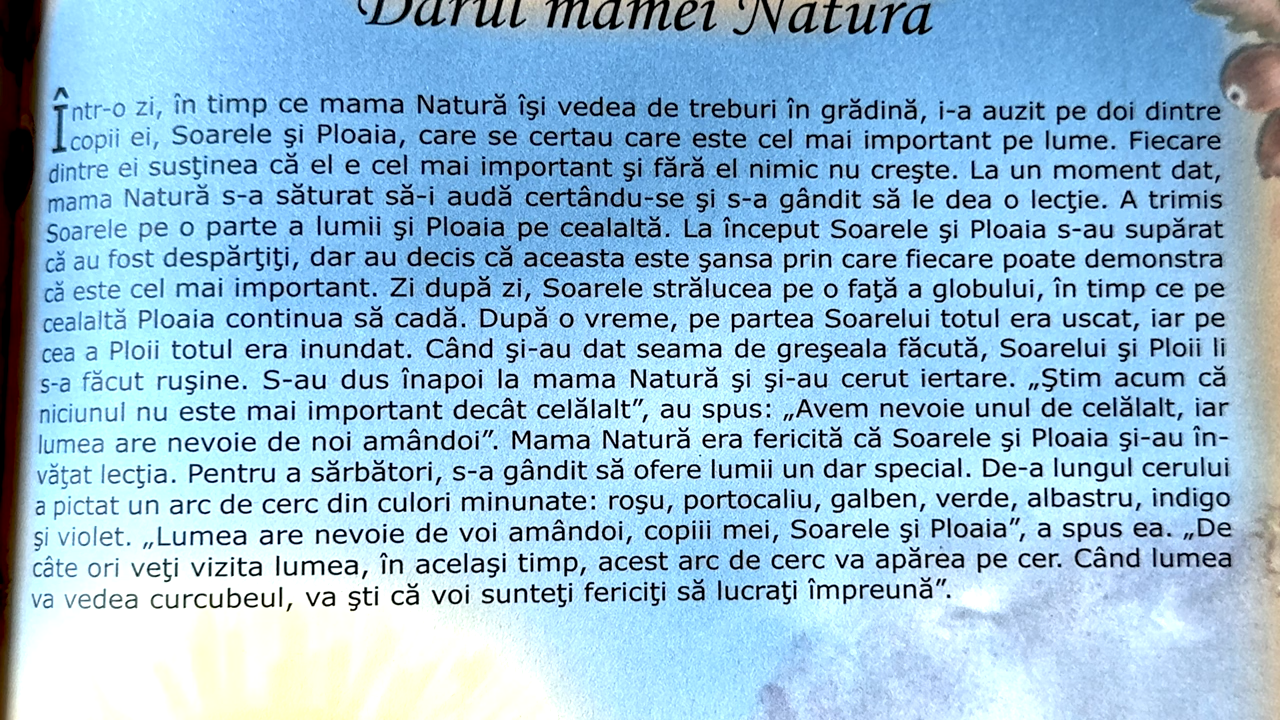 Darul mamei Natură
Într-o zi, în timp ce mama Natură îşi vedea de treburi în grădină, i-a auzit pe doi dintre
copii ei, Soarele şi Ploaia, care se certau care este cel mai important pe lume. Fiecare
dintre ei susţinea că el e cel mai important şi fără el nimic nu creşte. La un moment dat,
mama Natură s-a săturat să-i audă certându-se şi s-a gândit să le dea o lecţie. A trimis
Soarele pe o parte a lumii şi Ploaia pe cealaltă. La început Soarele şi Ploaia s-au supărat
că au fost despărţiţi, dar au decis că aceasta este şansa prin care fiecare poate demonstra
că este cel mai important. Zi după zi, Soarele strălucea pe o faţă a globului, în timp ce pe
cealaltă Ploaia continua să cadă. După o vreme, pe partea Soarelui totul era uscat, iar pe
cea a Ploii totul era inundat. Când şi-au dat seama de greşeala făcută, Soarelui şi Ploii li
s-a făcut ruşine. S-au dus înapoi la mama Natură şi şi-au cerut iertare. „Ştim acum că
niciunul nu este mai important decât celălalt”, au spus: „Avem nevoie unul de celălalt, iar
lumea are nevoie de noi amândoi”. Mama Natură era fericită că Soarele şi Ploaia şi-au în-
văţat lecţia. Pentru a sărbători, s-a gândit să ofere lumii un dar special. De-a lungul cerului
a pictat un arc de cerc din culori minunate: roşu, portocaliu, galben, verde, albastru, indigo
şi violet. „Lumea are nevoie de voi amândoi, copiii mei, Soarele şi Ploaia”, a spus ea. „De
câte ori veţi vizita lumea, în acelaşi timp, acest arc de cerc va apărea pe cer. Când lumea
va vedea curcubeul, va şti că voi sunteţi fericiţi să lucraţi împreună”.